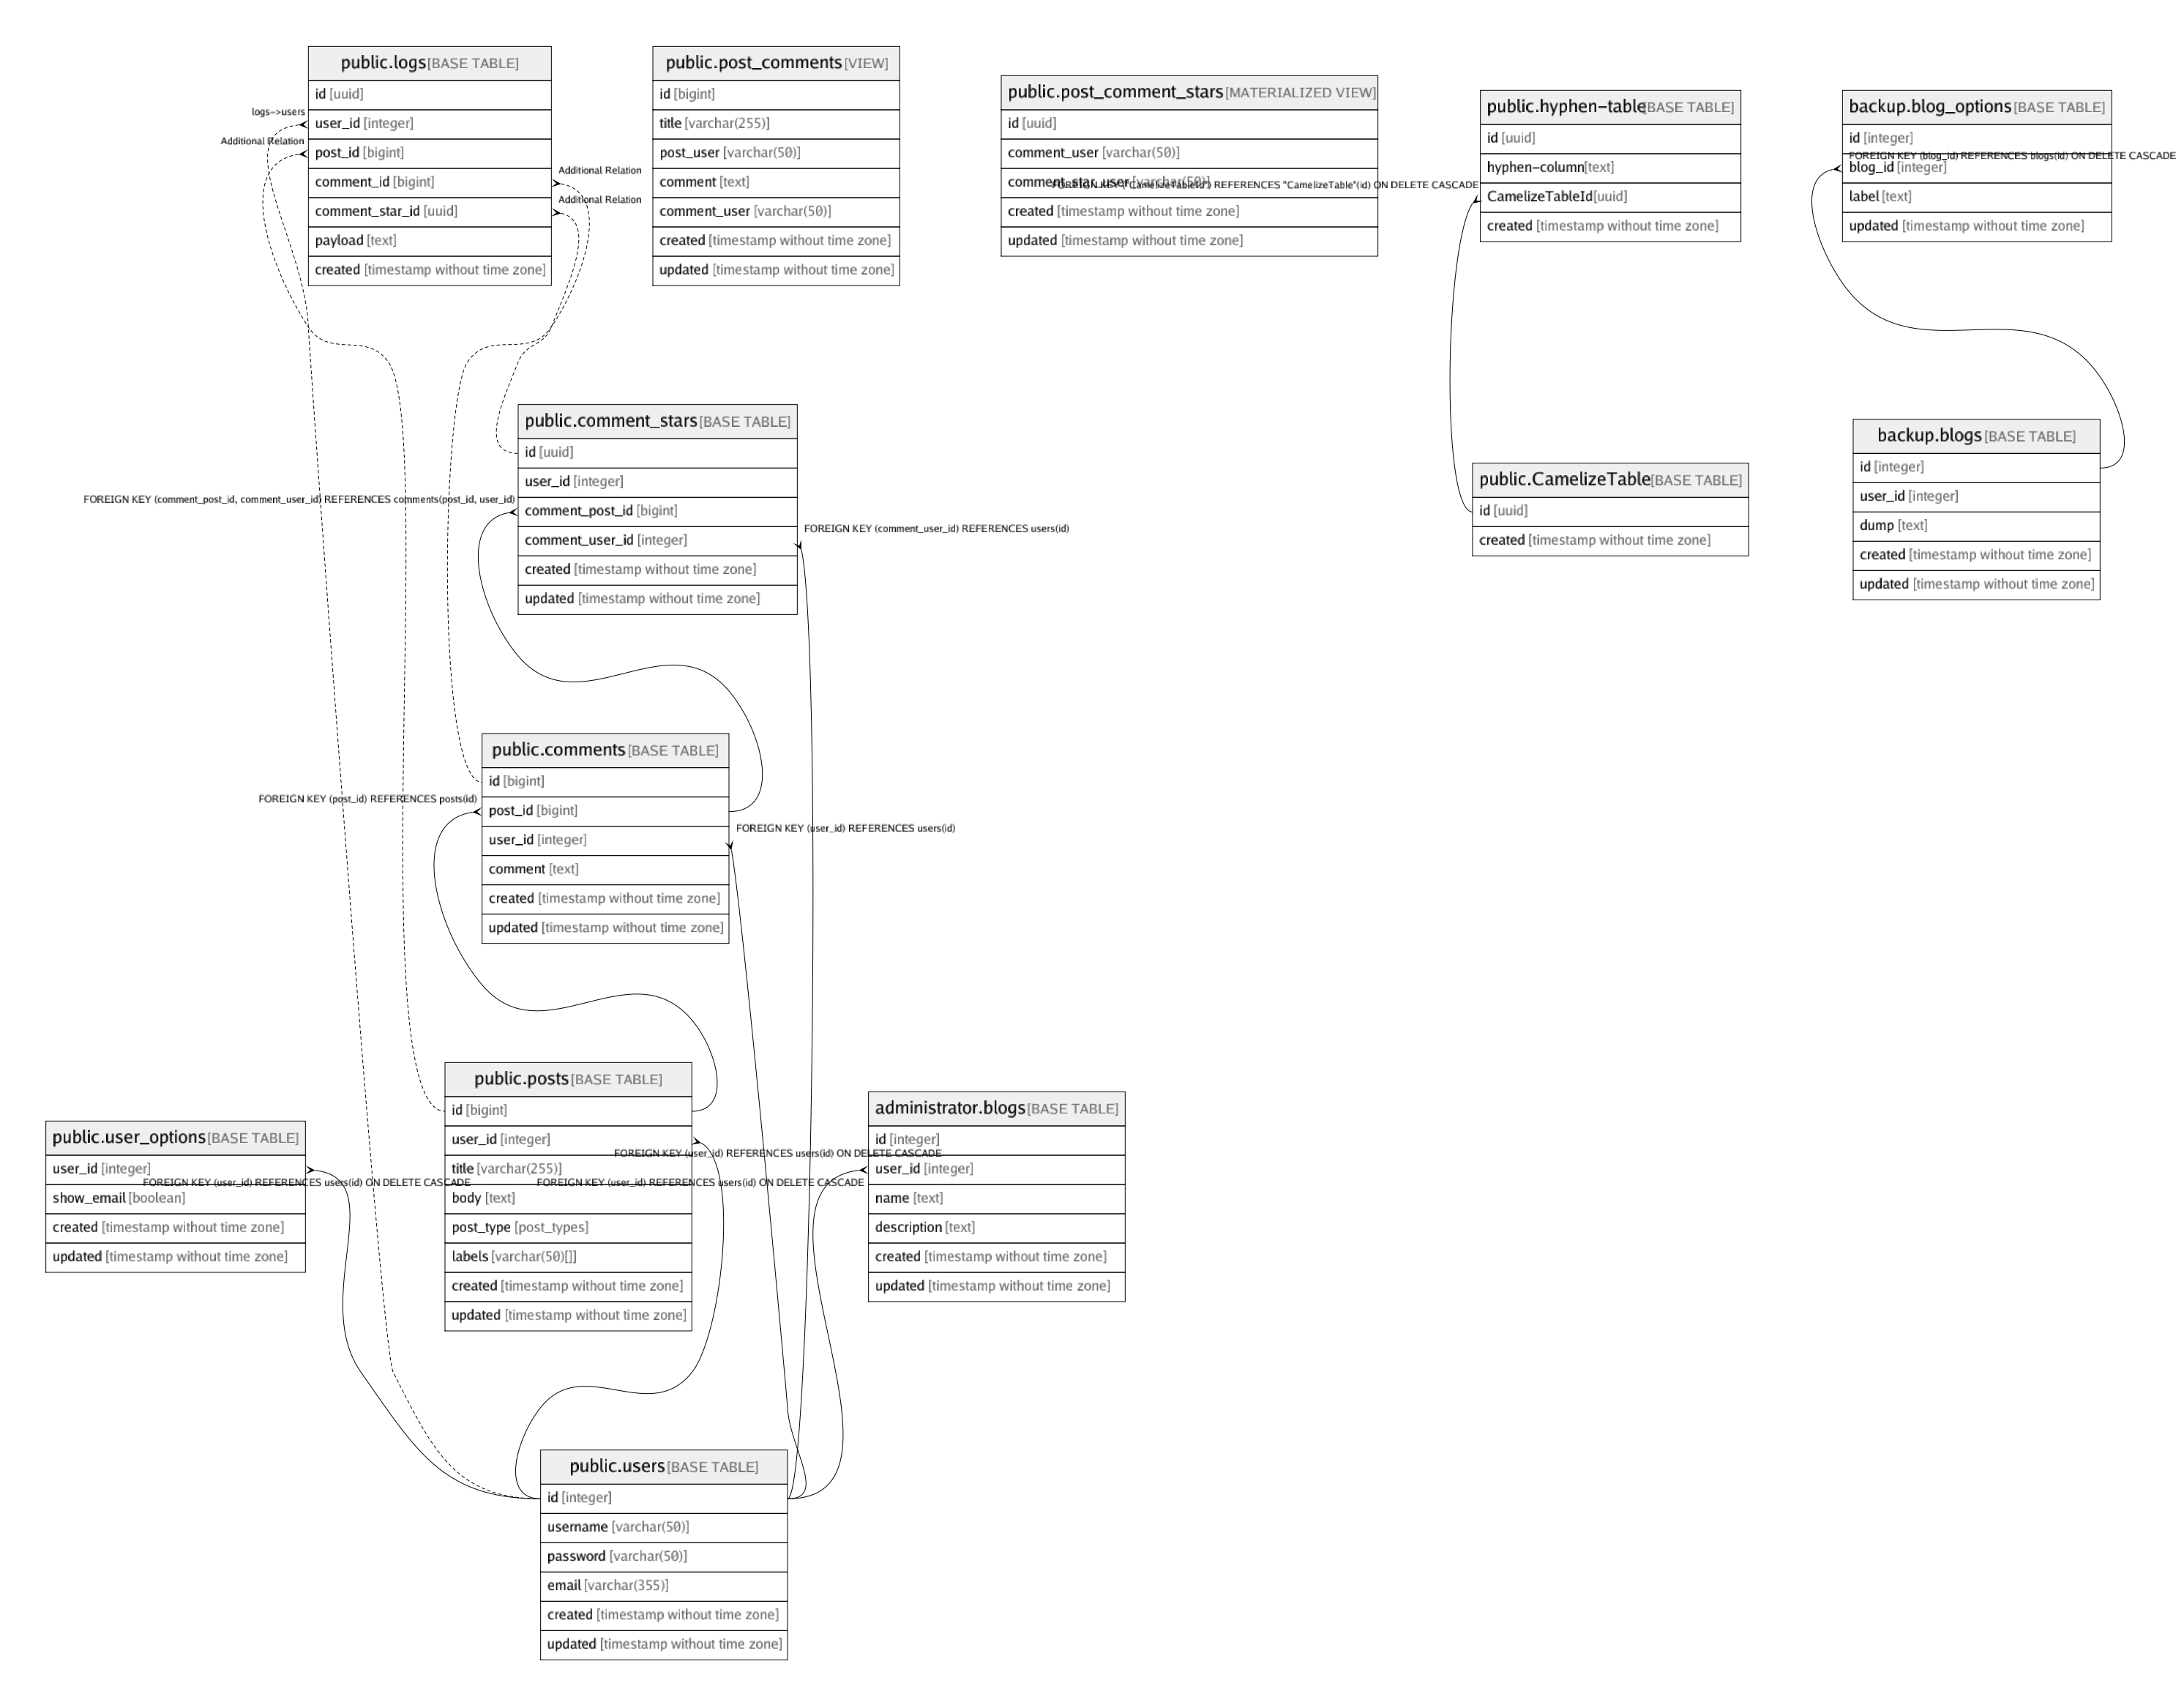 public.logs [BASE TABLE]
id [uuid]
logs->users
user_id [integer]
Additional Relation
post_id [bigint]
comment_id [bigint]
Additional Relation
comment_star_id [uuid]
Additional Relation
payload [text]
created [timestamp without time zone]
public.post_comments [VIEW]
id [bigint]
title [varchar(255)]
post_user [varchar(50)]
comment [text]
comment_user [varchar(50)]
created [timestamp without time zone]
updated [timestamp without time zone]
public.post_comment_stars [MATERIALIZED VIEW]
id [uuid]
comment_user [varchar(50)]
comment_star_user [varchar(50)]
created [timestamp without time zone]
updated [timestamp without time zone]
public.hyphen-table [BASE TABLE]
id [uuid]
hyphen-column [text]
FOREIGN KEY ("CamelizeTableId") REFERENCES "CamelizeTable"(id) ON DELETE CASCADE
CamelizeTableId [uuid]
created [timestamp without time zone]
backup.blog_options [BASE TABLE]
id [integer]
FOREIGN KEY (blog_id) REFERENCES blogs(id) ON DELETE CASCADE
blog_id [integer]
label [text]
updated [timestamp without time zone]
public.comment_stars [BASE TABLE]
id [uuid]
user_id [integer]
FOREIGN KEY (comment_post_id, comment_user_id) REFERENCES comments(post_id, user_id)
comment_post_id [bigint]
FOREIGN KEY (comment_user_id) REFERENCES users(id)
comment_user_id [integer]
created [timestamp without time zone]
updated [timestamp without time zone]
public.CamelizeTable [BASE TABLE]
id [uuid]
created [timestamp without time zone]
backup.blogs [BASE TABLE]
id [integer]
user_id [integer]
dump [text]
created [timestamp without time zone]
updated [timestamp without time zone]
public.comments [BASE TABLE]
id [bigint]
FOREIGN KEY (post_id) REFERENCES posts(id)
post_id [bigint]
FOREIGN KEY (user_id) REFERENCES users(id)
user_id [integer]
comment [text]
created [timestamp without time zone]
updated [timestamp without time zone]
public.user_options [BASE TABLE]
user_id [integer]
FOREIGN KEY (user_id) REFERENCES users(id) ON DELETE CASCADE
show_email [boolean]
created [timestamp without time zone]
updated [timestamp without time zone]
public.posts [BASE TABLE]
id [bigint]
user_id [integer]
FOREIGN KEY (user_id) REFERENCES users(id) ON DELETE CASCADE
title [varchar(255)]
FOREIGN KEY (user_id) REFERENCES users(id) ON DELETE CASCADE
body [text]
post_type [post_types]
labels [varchar(50)[]]
created [timestamp without time zone]
updated [timestamp without time zone]
administrator.blogs [BASE TABLE]
id [integer]
user_id [integer]
name [text]
description [text]
created [timestamp without time zone]
updated [timestamp without time zone]
public.users [BASE TABLE]
id [integer]
username [varchar(50)]
password [varchar(50)]
email [varchar(355)]
created [timestamp without time zone]
updated [timestamp without time zone]